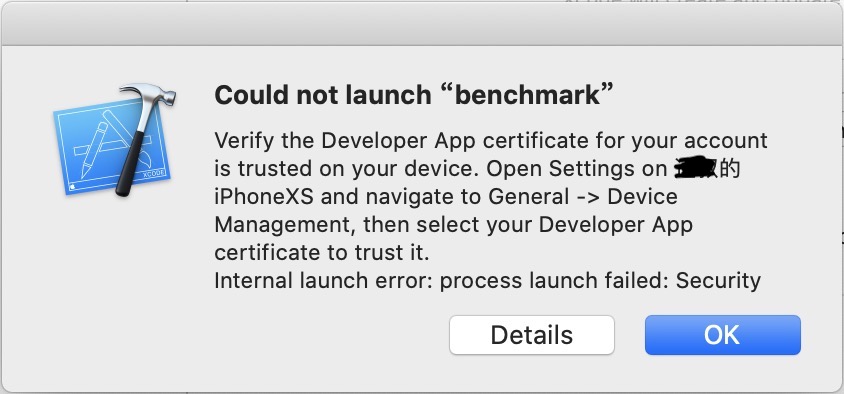 Could not launch “benchmark”
Verify the Developer App certificate for your account
is trusted on your device. Open Settings on 的
iPhoneXS and navigate to General -> Device
Management, then select your Developer App
certificate to trust it.
Internal launch error: process launch failed: Security
XCODE
Details
OK